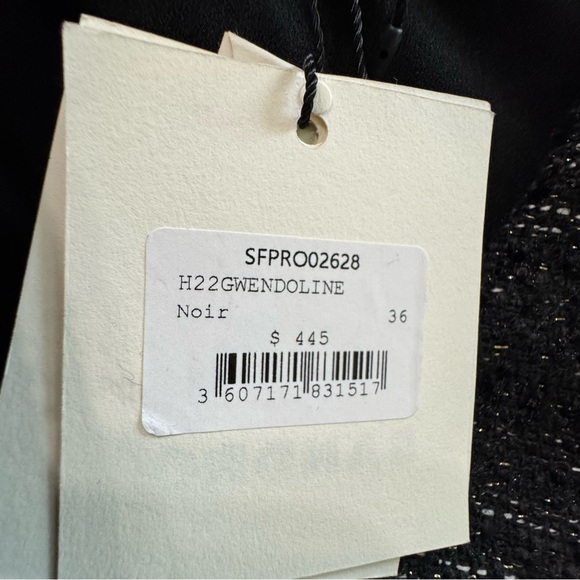 SFPRO02628
H22GWENDOLINE
Noir 36
$ 445
3 607171 831517